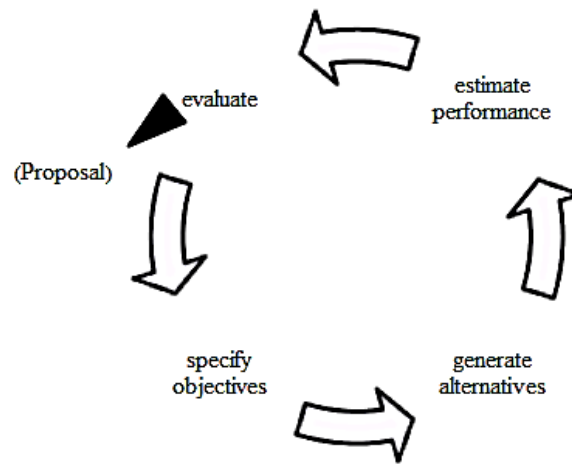 estimate
performance
evaluate
(Proposal)
specify
objectives
generate
alternatives